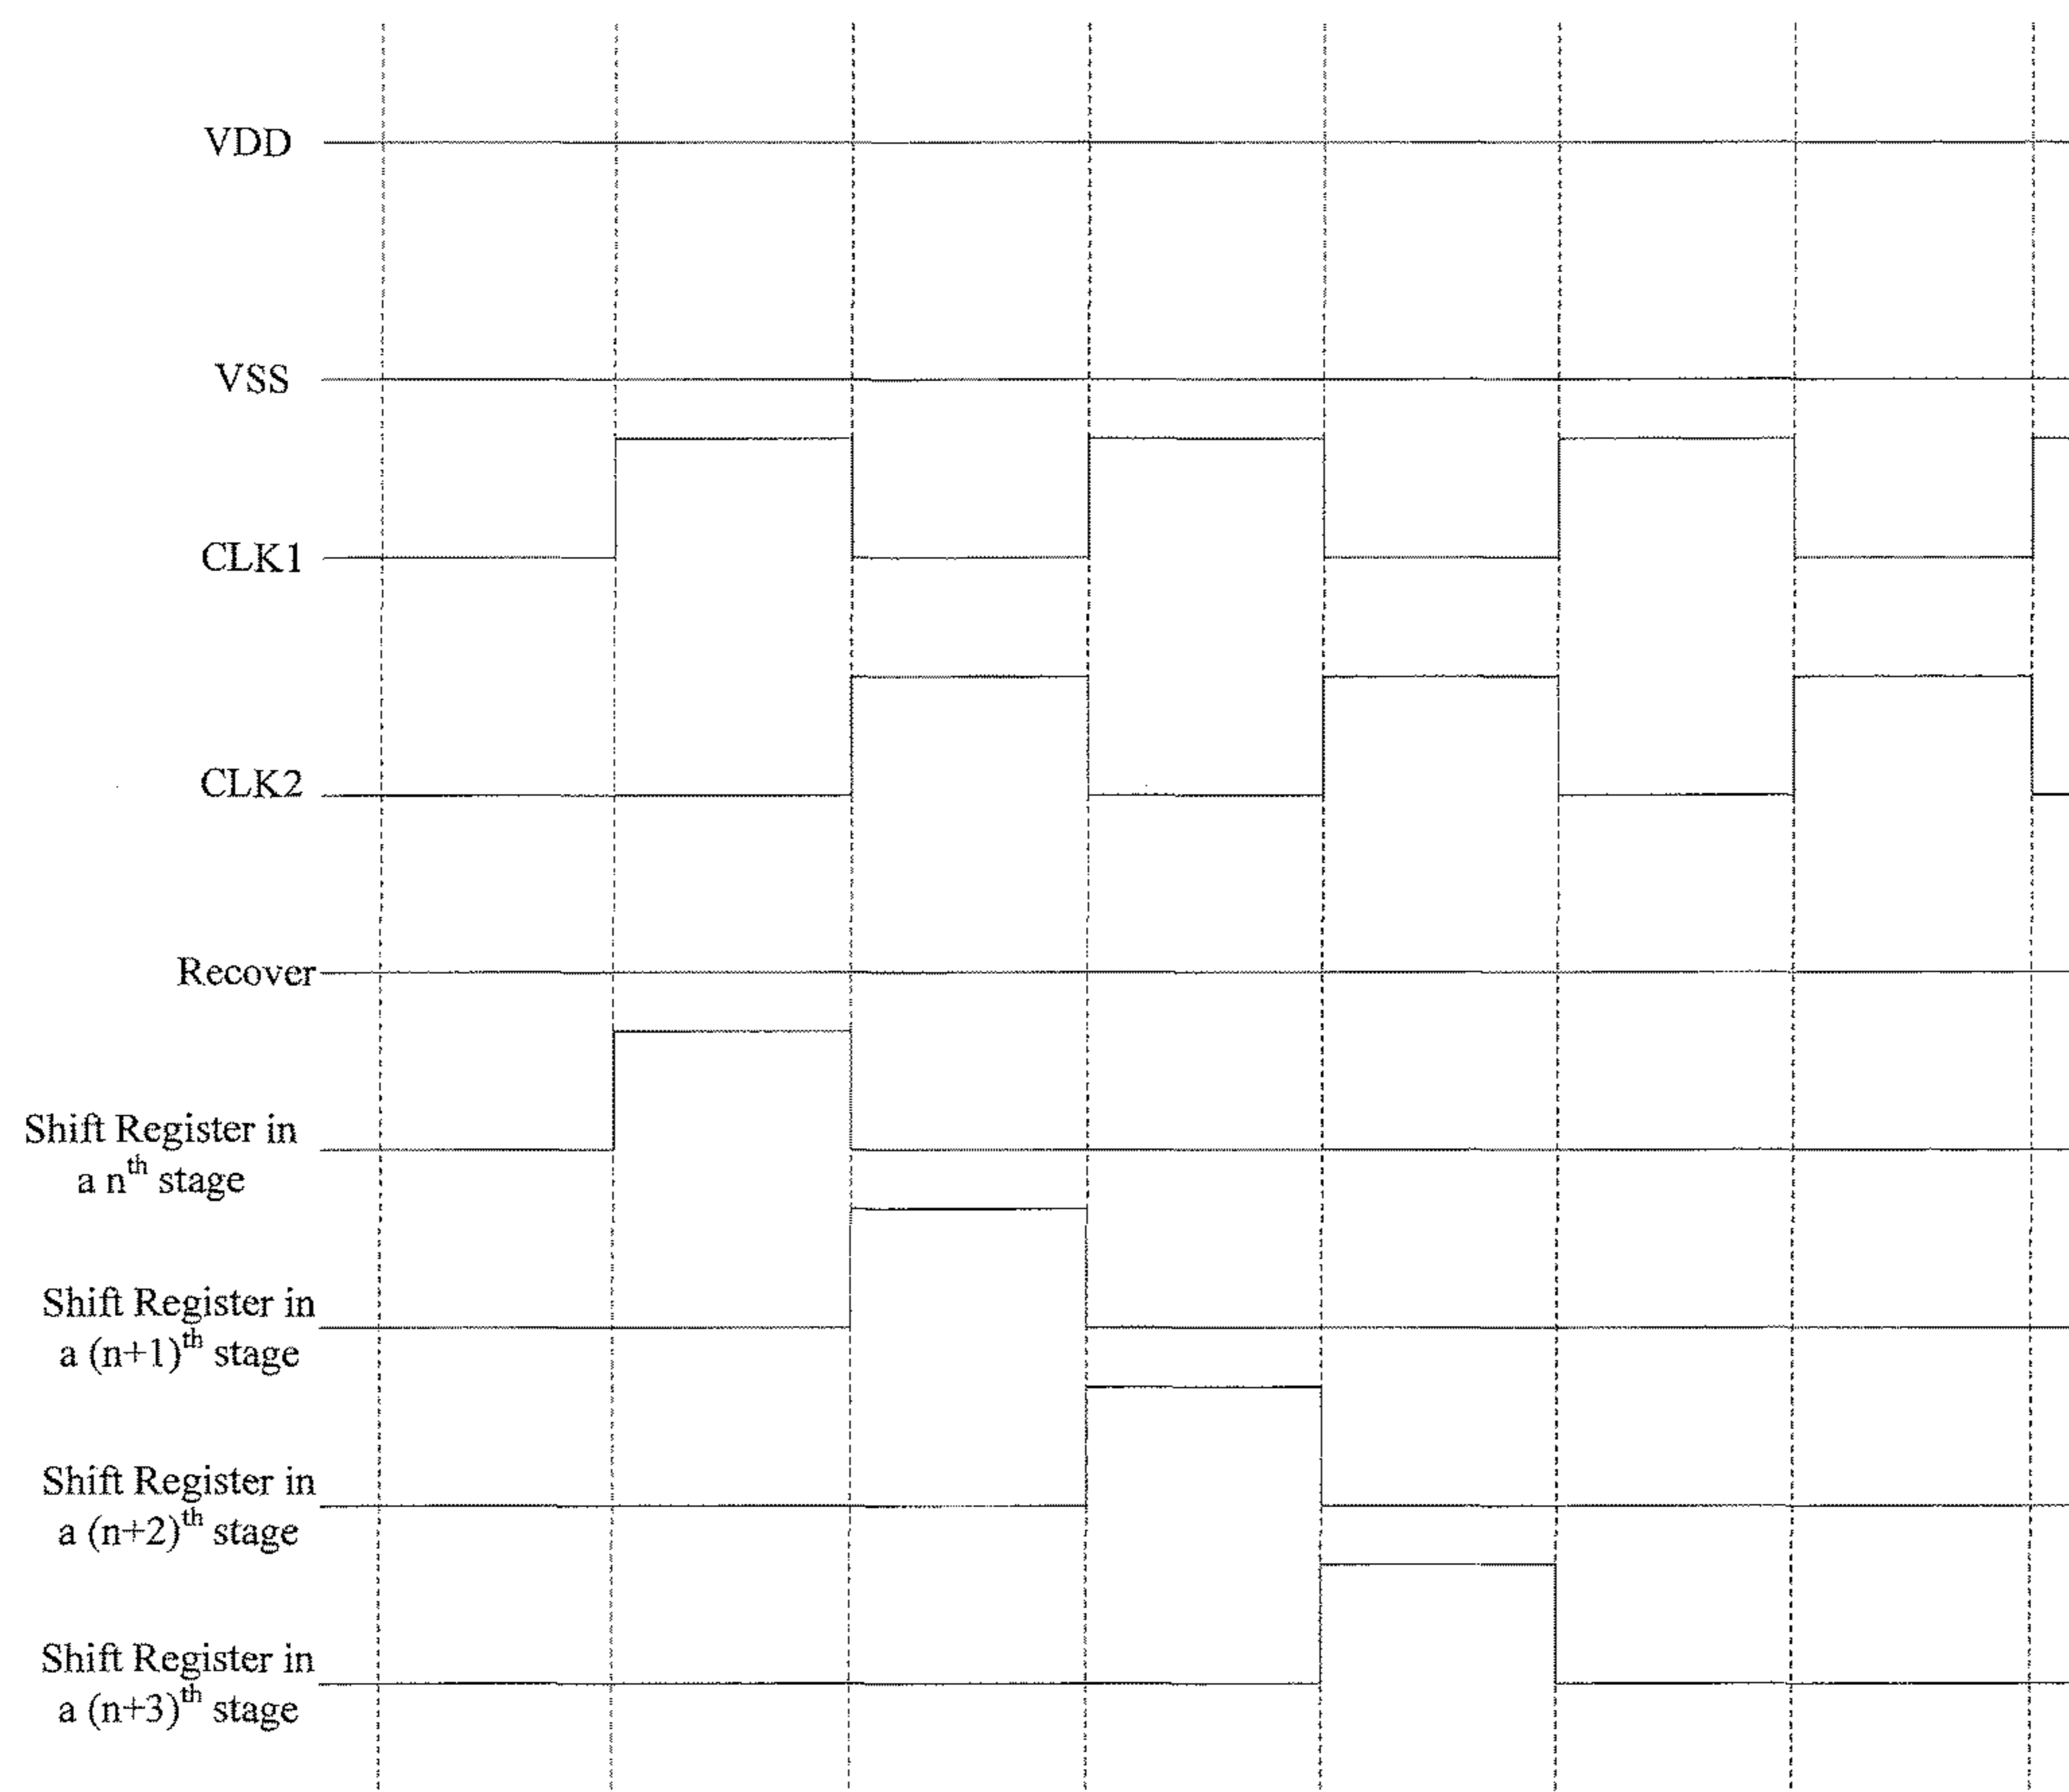 VDD
VSS
CLK1
CLK2
Recover
Shift Register in
a nth stage
Shift Register in
a (n+1)th stage
Shift Register in
a (n+2)th stage
Shift Register in
a (n+3)th stage